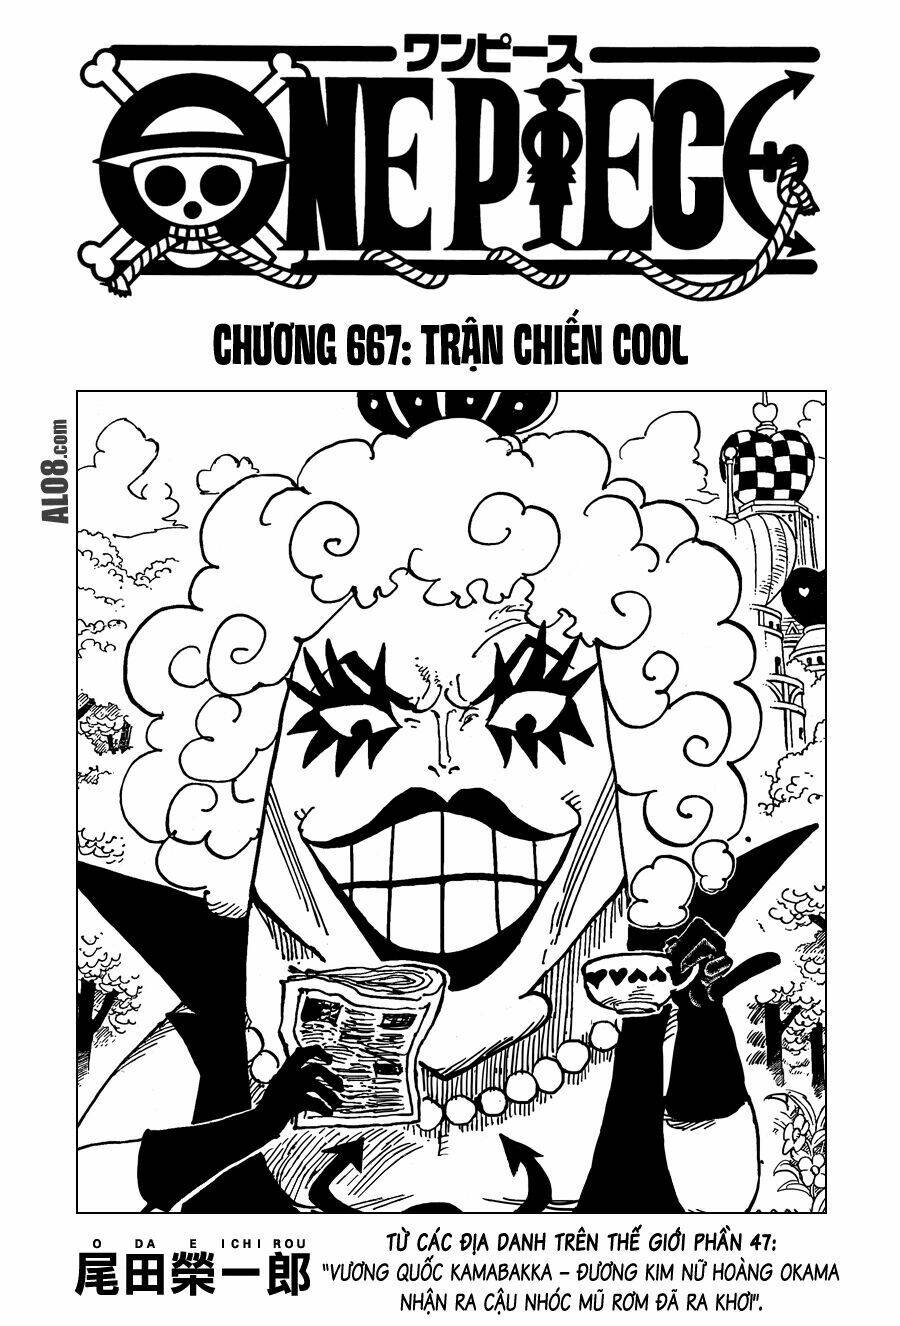 ワンピース
ONE PIECE
CHƯƠNG 667: TRẬN CHIẾN COOL
ALO8.com
O DA E ICHI ROU
尾田榮一郎
TỪ CÁC ĐỊA DANH TRÊN THẾ GIỚI PHẦN 47:
"VƯƠNG QUỐC KAMABAKKA – ĐƯƠNG KIM NỮ HOÀNG OKAMA
NHẬN RA CẬU NHÓC MŨ RƠM ĐÃ RA KHƠI".